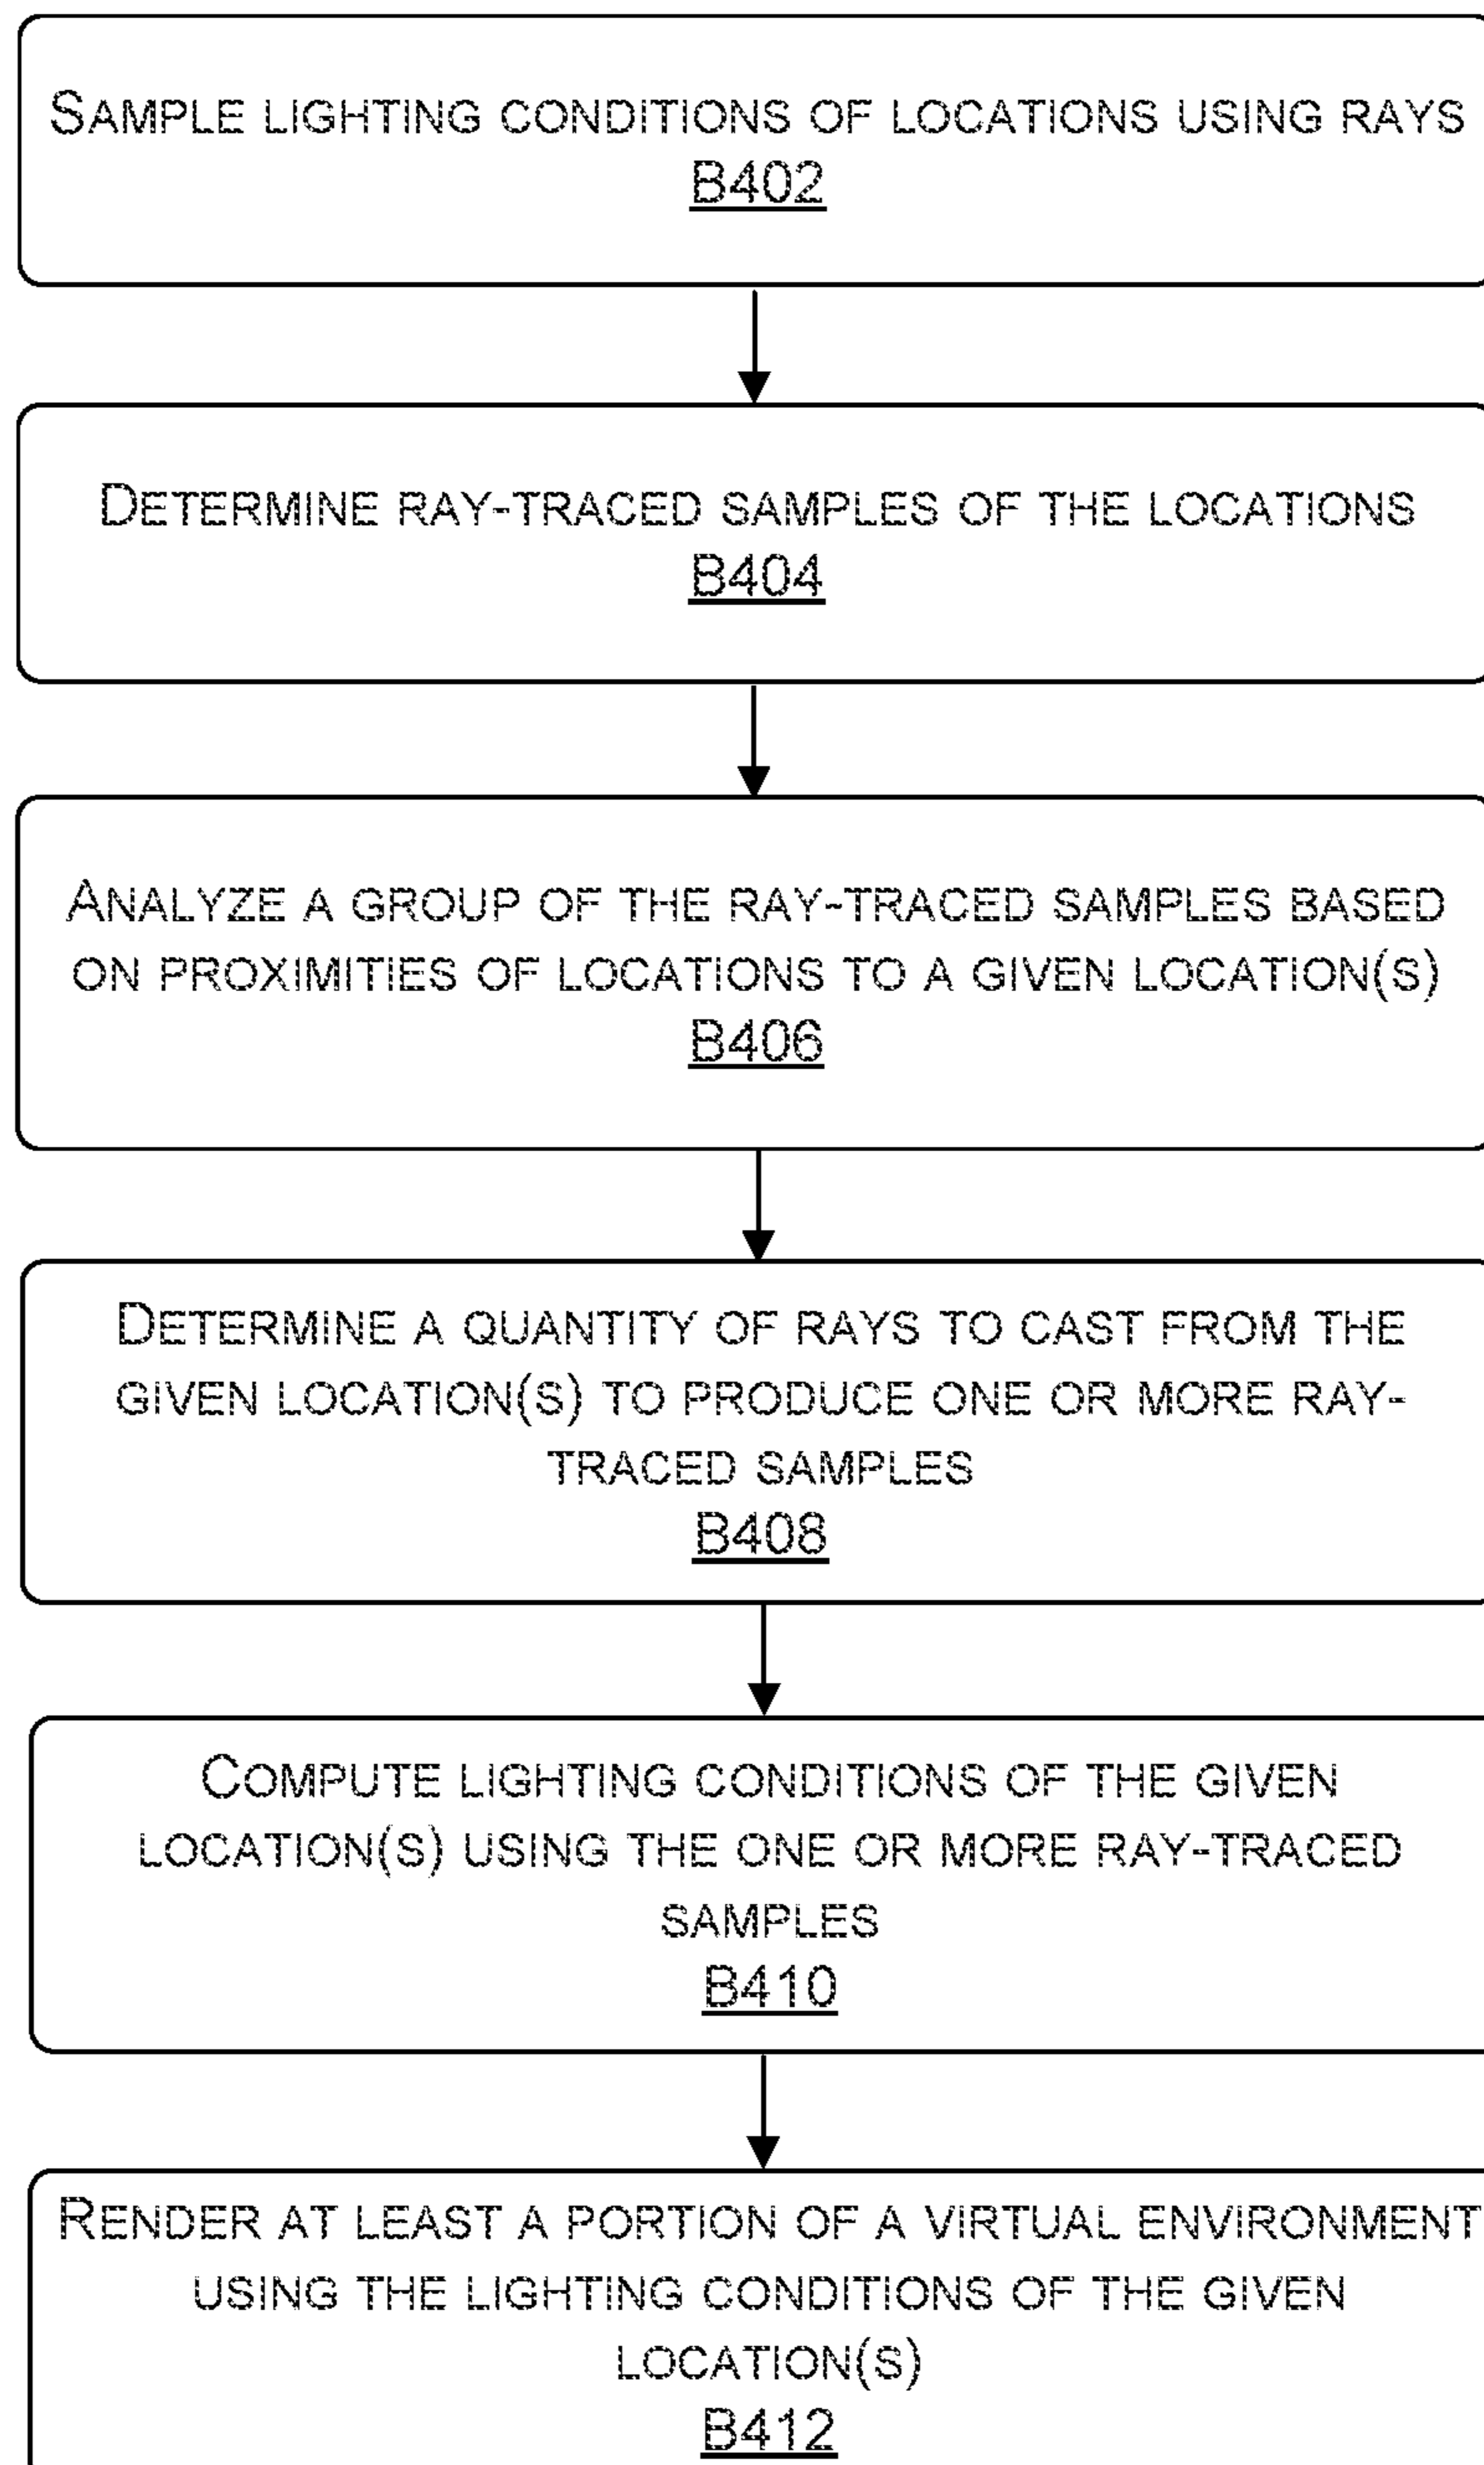 SAMPLE LIGHTING CONDITIONS OF LOCATIONS USING RAYS
B402
DETERMINE RAY-TRACED SAMPLES OF THE LOCATIONS
B404
ANALYZE A GROUP OF THE RAY-TRACED SAMPLES BASED
ON PROXIMITIES OF LOCATIONS TO A GIVEN LOCATION(S)
B406
DETERMINE A QUANTITY OF RAYS TO CAST FROM THE
GIVEN LOCATION(S) TO PRODUCE ONE OR MORE RAY-
TRACED SAMPLES
B408
COMPUTE LIGHTING CONDITIONS OF THE GIVEN
LOCATION(S) USING THE ONE OR MORE RAY-TRACED
SAMPLES
B410
RENDER AT LEAST A PORTION OF A VIRTUAL ENVIRONMENT
USING THE LIGHTING CONDITIONS OF THE GIVEN
LOCATION(S)
B412